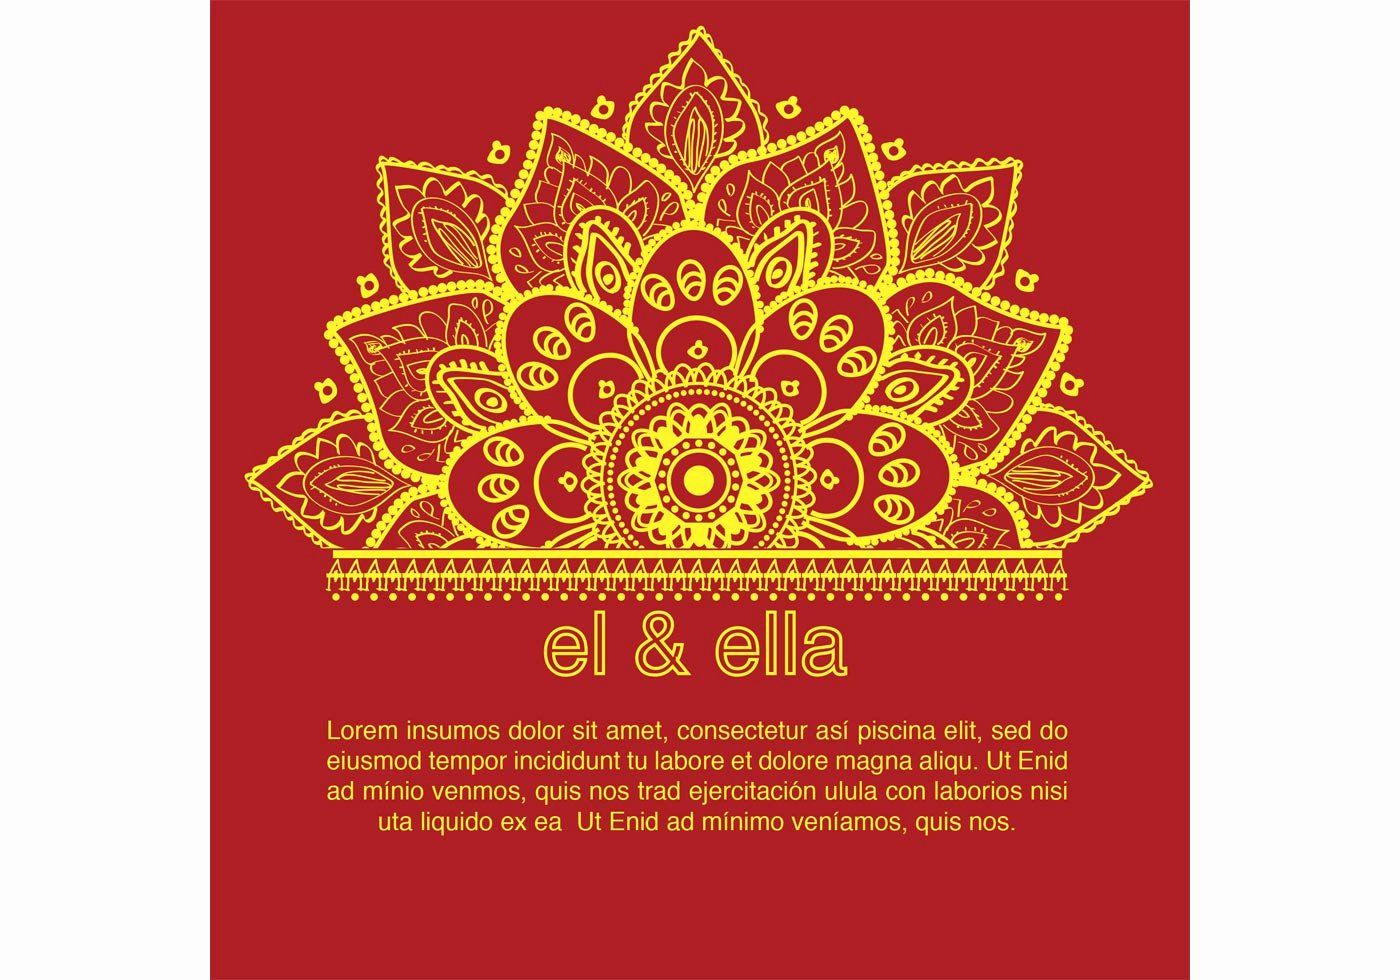 el & ella
Lorem insumos dolor sit amet, consectetur así piscina elit, sed do
eiusmod tempor incididunt tu labore et dolore magna aliqu. Ut Enid
ad mínio venmos, quis nos trad ejercitación ulula con laborios nisi
uta liquido ex ea  Ut Enid ad mínimo veníamos, quis nos.